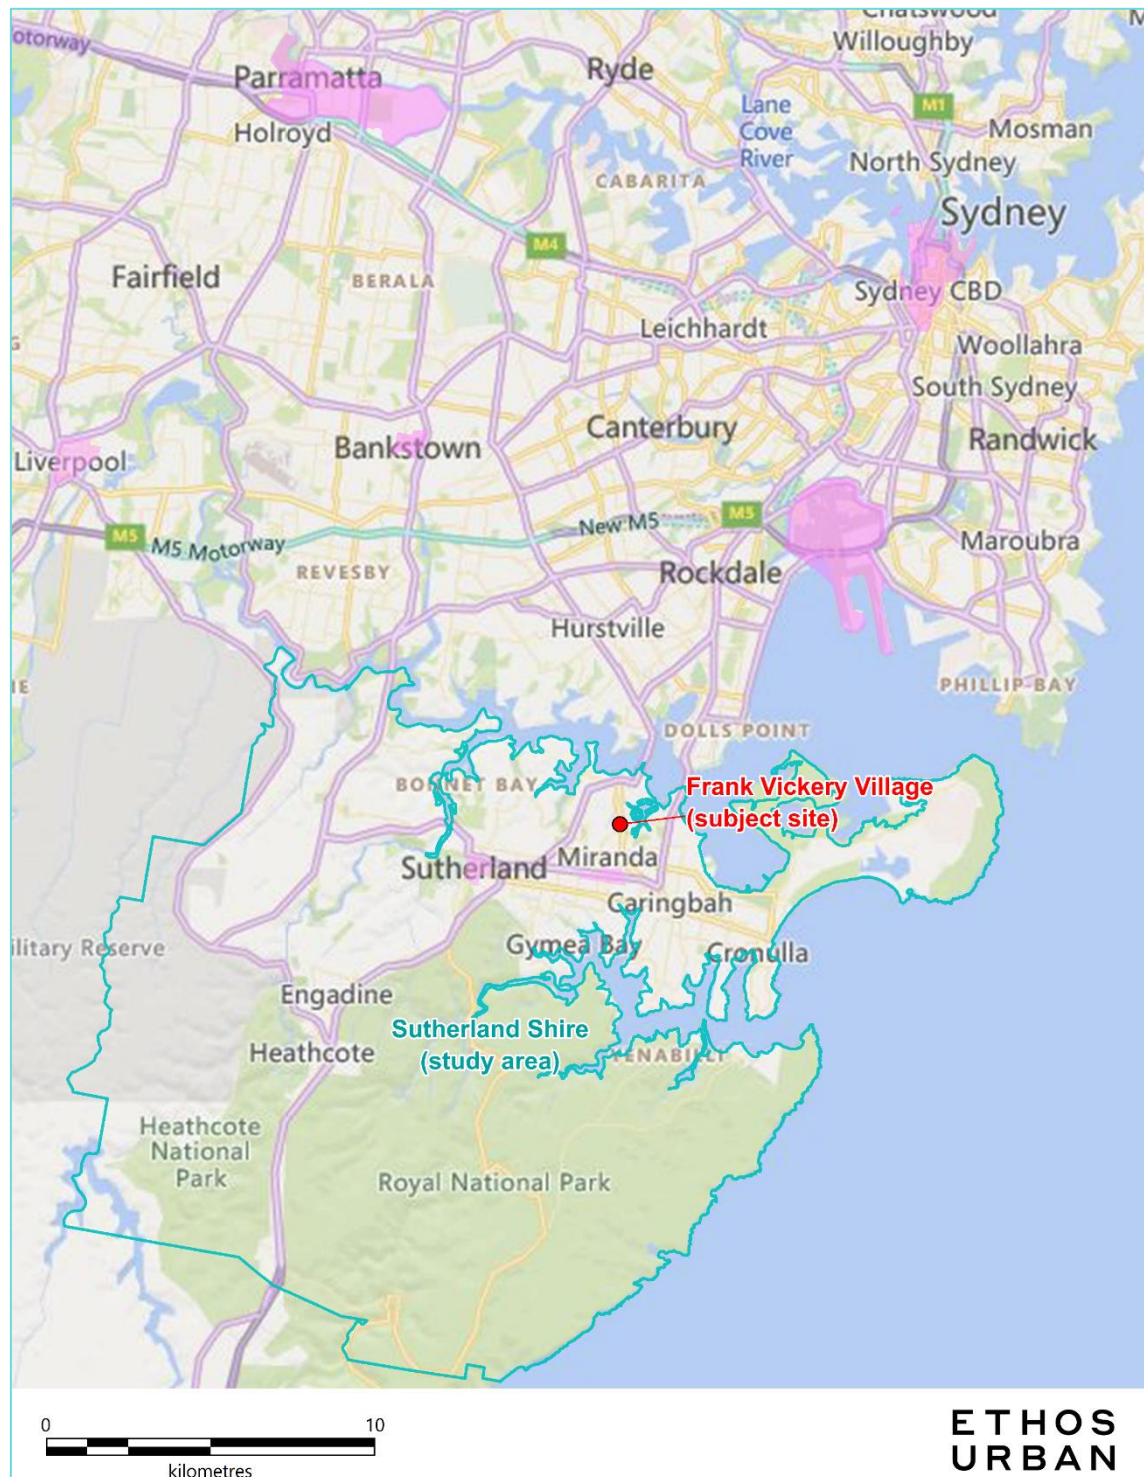 Chatswood
Willoughby
otorway
Parramatta
Ryde
Lane
Cove
River
M1
Mosman
Holroyd
North Sydney
CABARITA
Sydney
M4
Fairfield
BERALA
Sydney CBD
Leichhardt
Woollahra
South Sydney
Canterbury
Randwick
Bankstown
Liverpool
M5
New M5
M5
M5 Motorway
Maroubra
REVESBY
Rockdale
Hurstville
PHILLIP BAY
DOLLS POINT
BONNET BAY
Frank Vickery Village
(subject site)
Sutherland
Miranda
Caringbah
ilitary Reserve
Gymea Bay
Cronulla
Engadine
Sutherland Shire
(study area)
Heathcote
Heathcote
National
Park
Royal National Park
0
10
kilometres
ETHOS
URBAN